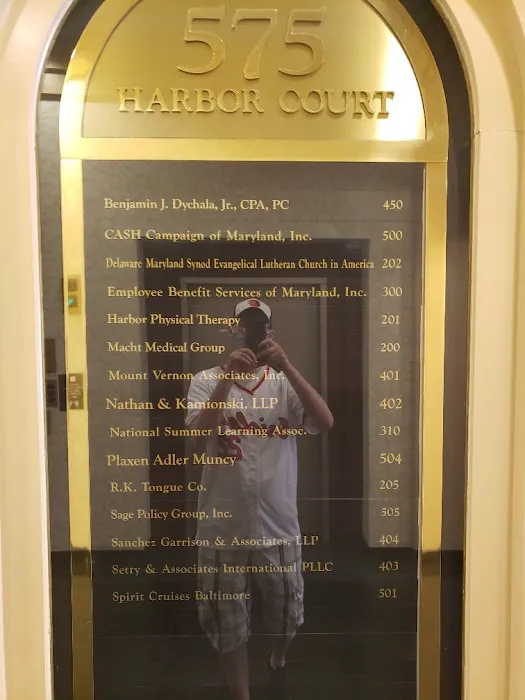 575
HARBOR COURT
Benjamin J. Dychala, Jr., CPA, PC 450
CASH Campaign of Maryland, Inc. 500
Delaware Maryland Synod Evangelical Lutheran Church in America 202
Employee Benefit Services of Maryland, Inc. 300
Harbor Physical Therapy 201
Macht Medical Group 200
Mount Vernon Associates, Inc. 401
Nathan & Kamionski, LLP 402
National Summer Learning Assoc. 310
Plaxen Adler Muncy 504
R.K. Tongue Co. 205
Sage Policy Group, Inc. 505
Sanchez Garrison & Associates, LLP 404
Setty & Associates International PLLC 403
Spirit Cruises Baltimore 501